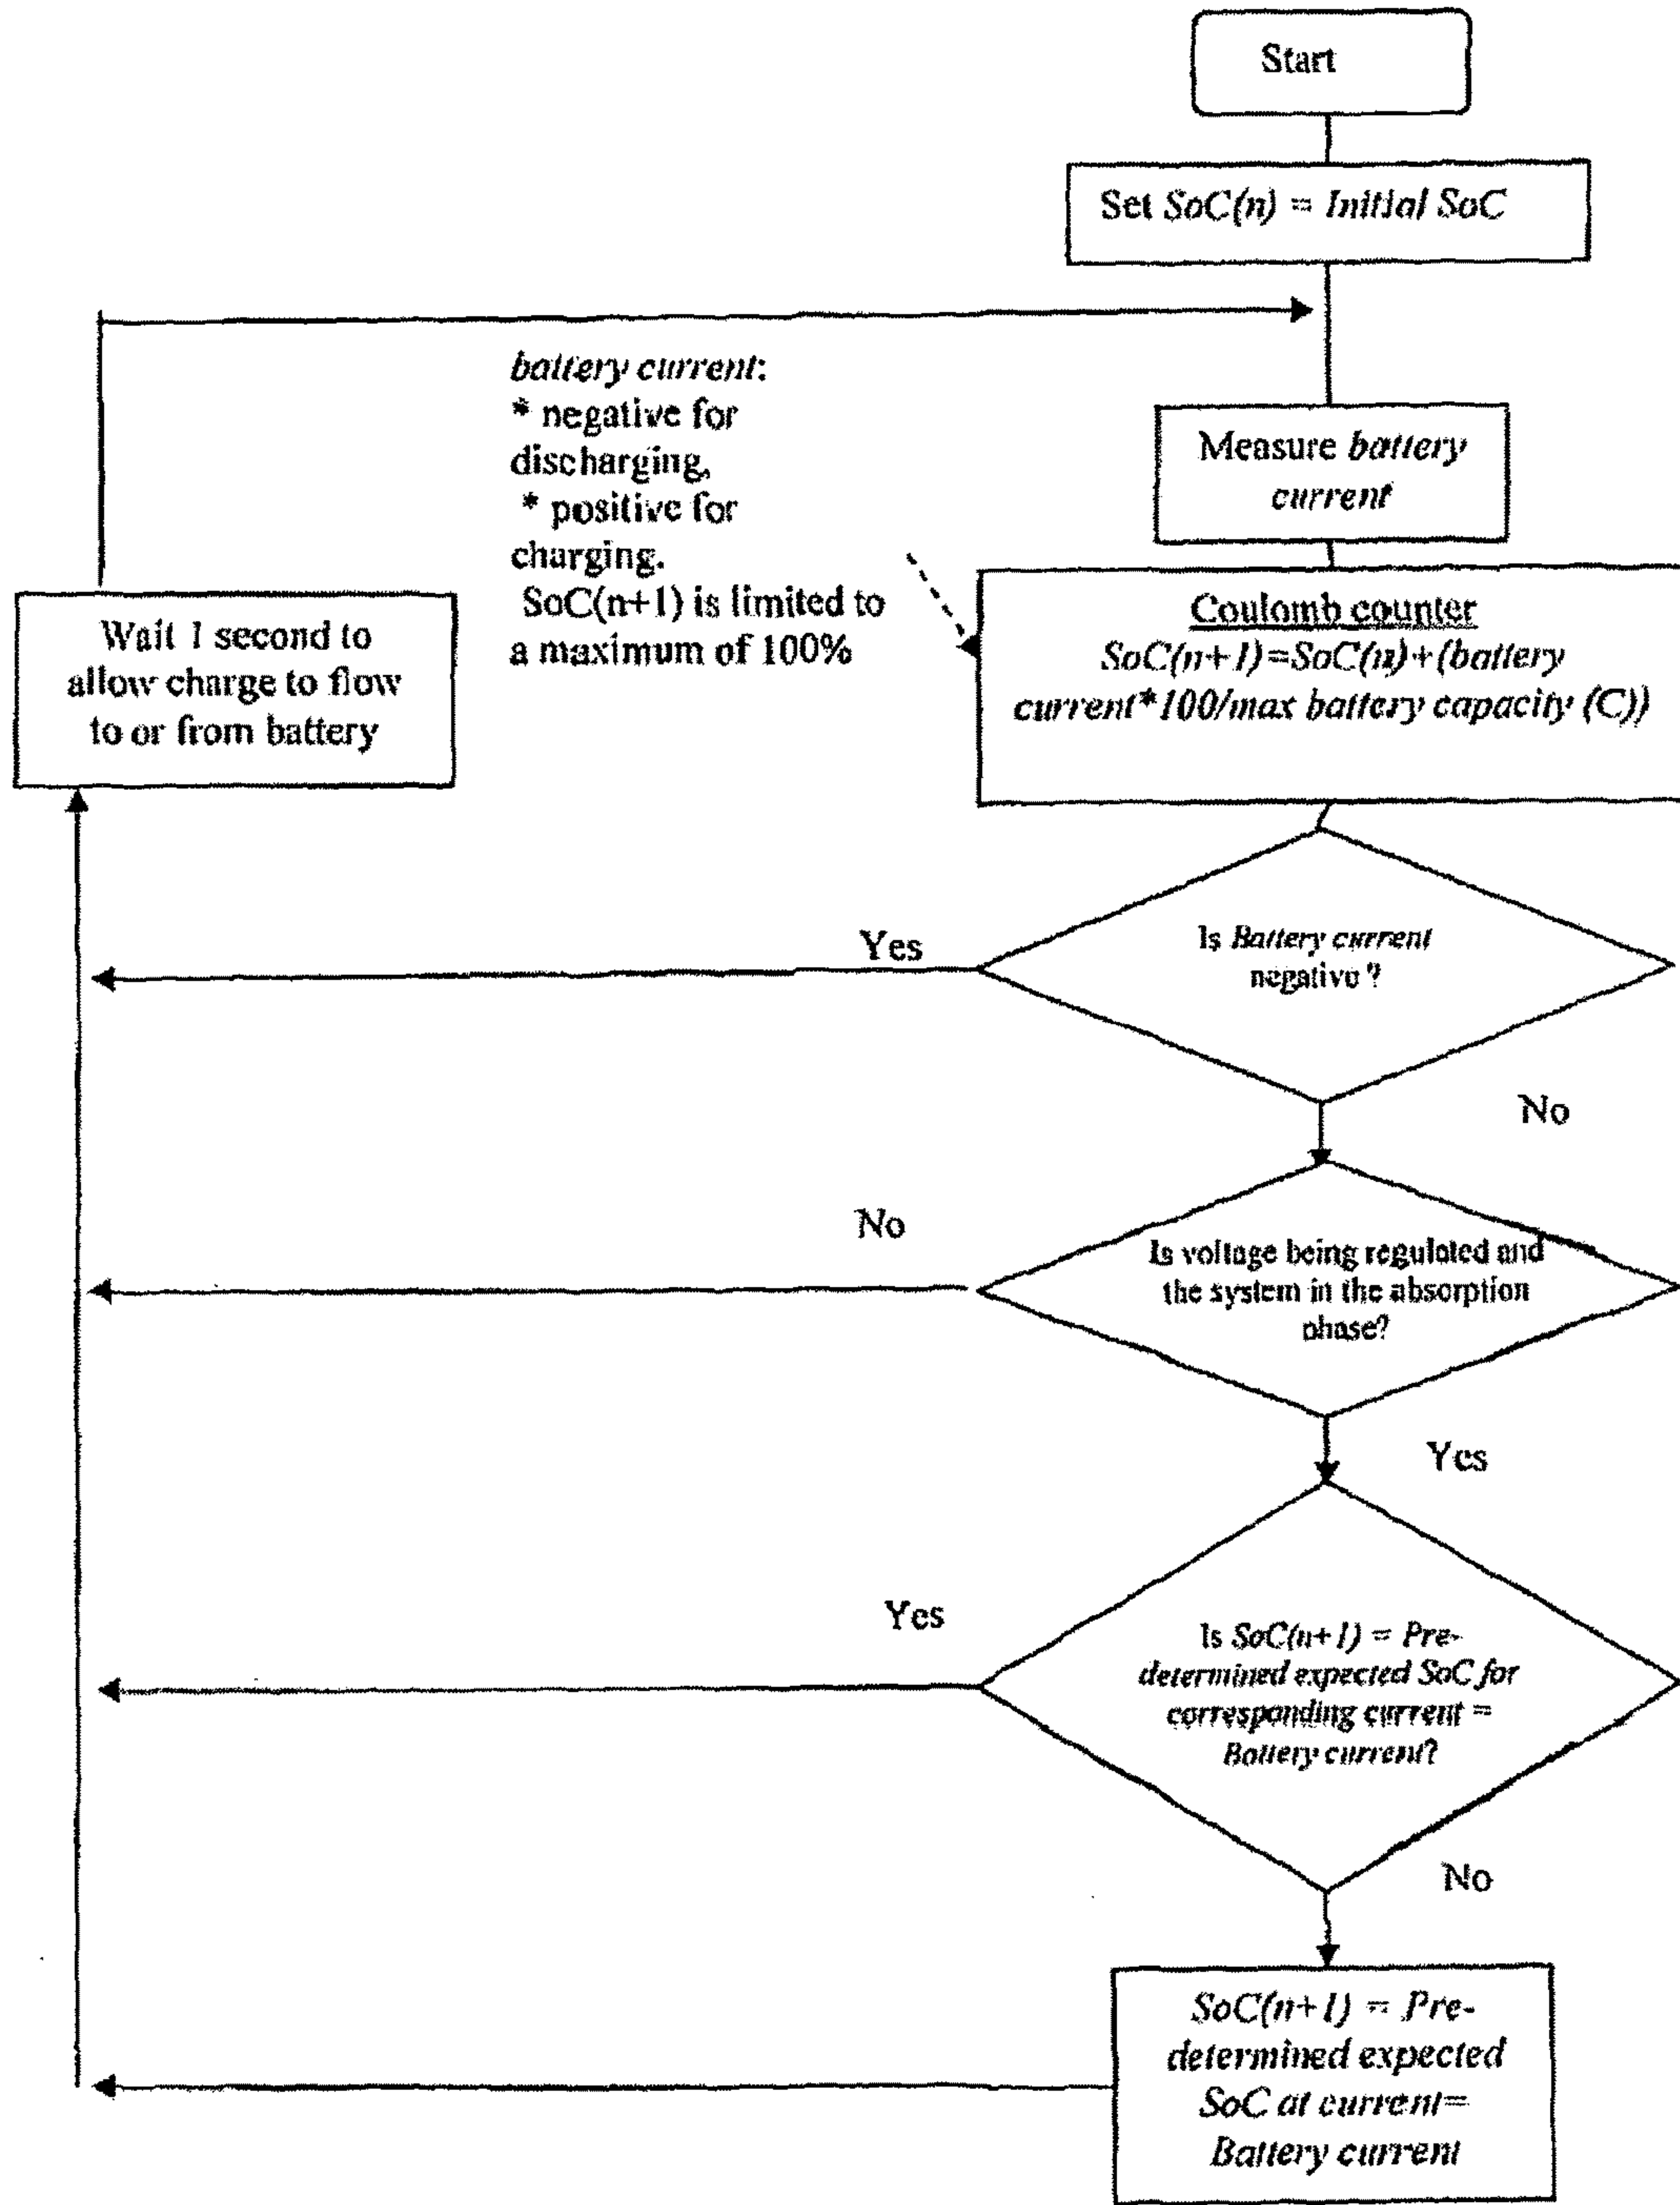 Start
Set SoC(n) = Initial SoC
battery current:
* negative for
discharging,
* positive for
charging.
SoC(n+1) is limited to
a maximum of 100%
Measure battery
current
Wait 1 second to
allow charge to flow
to or from battery
Coulomb counter
SoC(n+1)=SoC(n)+(battery
current*100/max battery capacity (C))
Yes
Is Battery current
negative ?
No
No
Is voltage being regulated and
the system in the absorption
phase?
Yes
Yes
Is SoC(n+1) = Pre-
determined expected SoC for
corresponding current =
Battery current?
No
SoC(n+1) = Pre-
determined expected
SoC at current=
Battery current